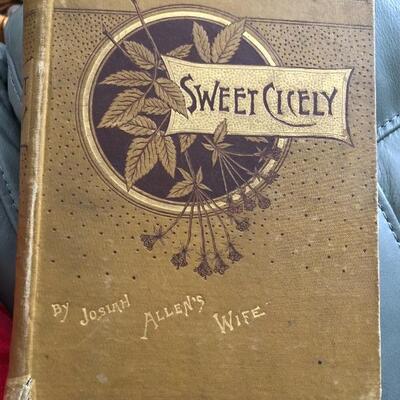 SWEET CICELY
BY JOSIAH ALLEN'S WIFE